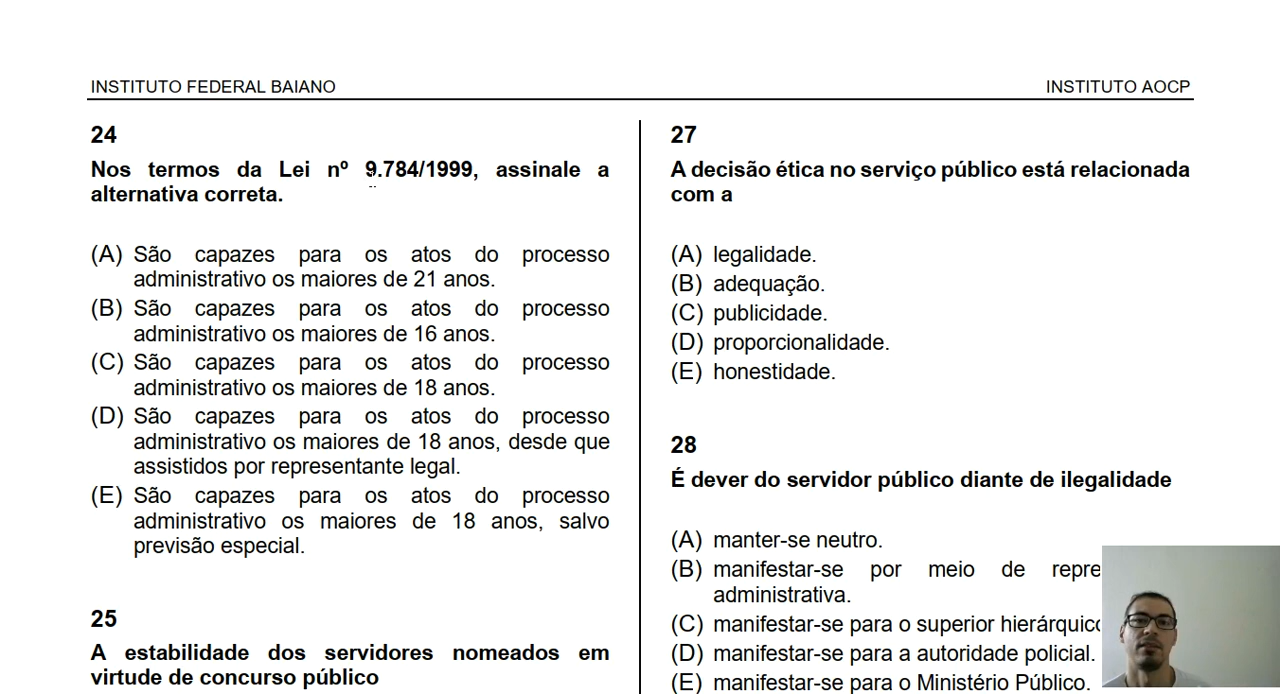 INSTITUTO FEDERAL BAIANO
INSTITUTO AOCP
24
Nos termos da Lei nº 9.784/1999, assinale a
alternativa correta.
(A) São capazes para os atos do processo
administrativo os maiores de 21 anos.
(B) São capazes para os atos do processo
administrativo os maiores de 16 anos.
(C) São capazes para os atos do processo
administrativo os maiores de 18 anos.
(D) São capazes para os atos do processo
administrativo os maiores de 18 anos, desde que
assistidos por representante legal.
(E) São capazes para os atos do processo
administrativo os maiores de 18 anos, salvo
previsão especial.
25
A estabilidade dos servidores nomeados em
virtude de concurso público
27
A decisão ética no serviço público está relacionada
com a
(A) legalidade.
(B) adequação.
(C) publicidade.
(D) proporcionalidade.
(E) honestidade.
28
É dever do servidor público diante de ilegalidade
(A) manter-se neutro.
(B) manifestar-se por meio de repre
administrativa.
(C) manifestar-se para o superior hierárquico
(D) manifestar-se para a autoridade policial.
(E) manifestar-se para o Ministério Público.